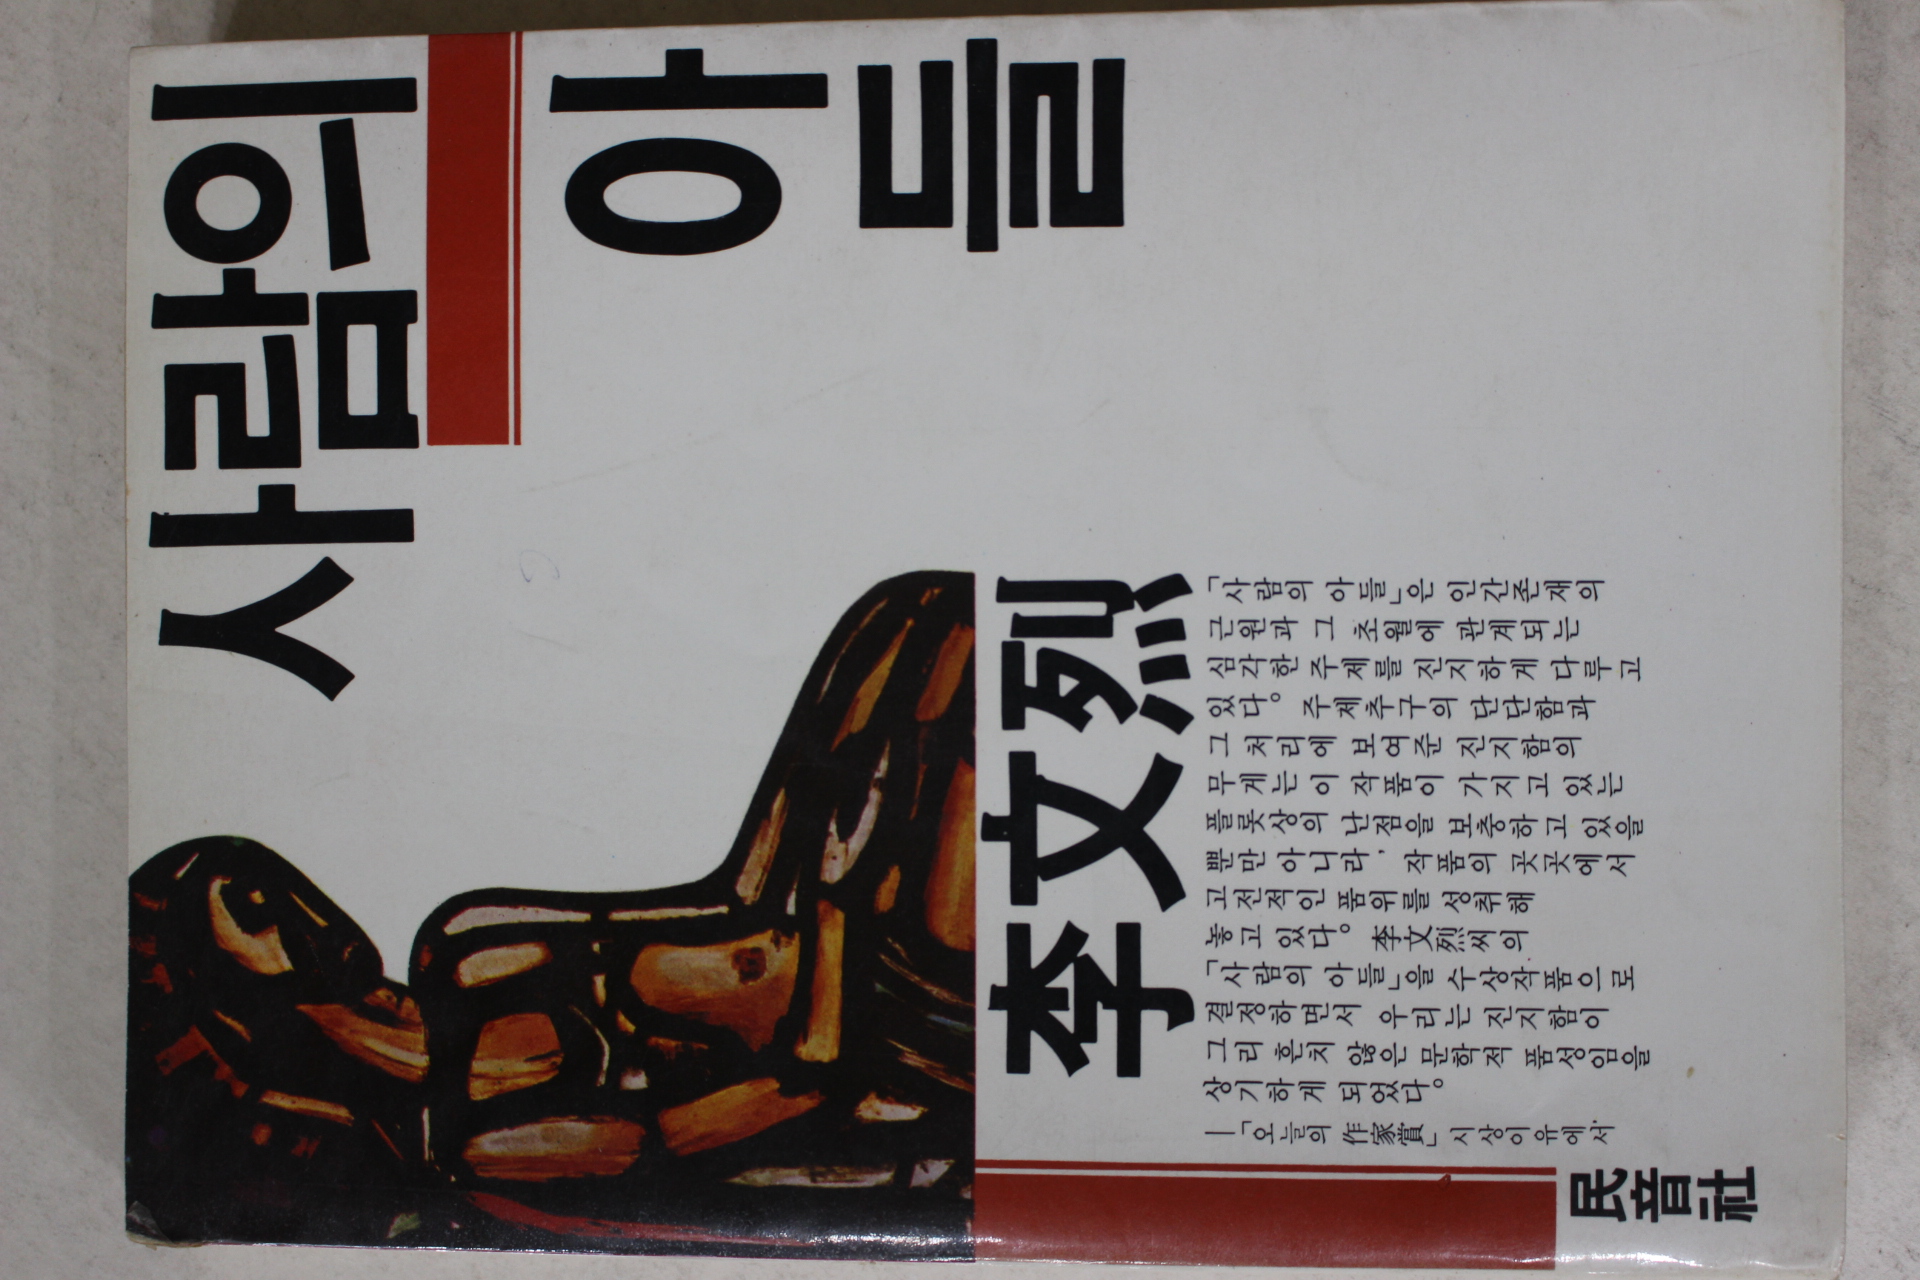 사람의
아들
李文烈
「사람의 아들」은 인간존재의
근원과 그 초월에 관계되는
심각한 주제를 진지하게 다루고
있다。 주제추구의 단단함과
그 처리에 보여준 진지함의
무게는 이 작품이 가지고 있는
플롯상의 난점을 보충하고 있을
뿐만 아니라, 작품의 곳곳에서
고전적인 품위를 성취해
놓고 있다。 李文烈씨의
「사람의 아들」을 수상작품으로
결정하면서 우리는 진지함이
그리 흔치 않은 문학적 품성임을
상기하게 되었다。
―「오늘의 作家賞」 시상이유에서
民音社